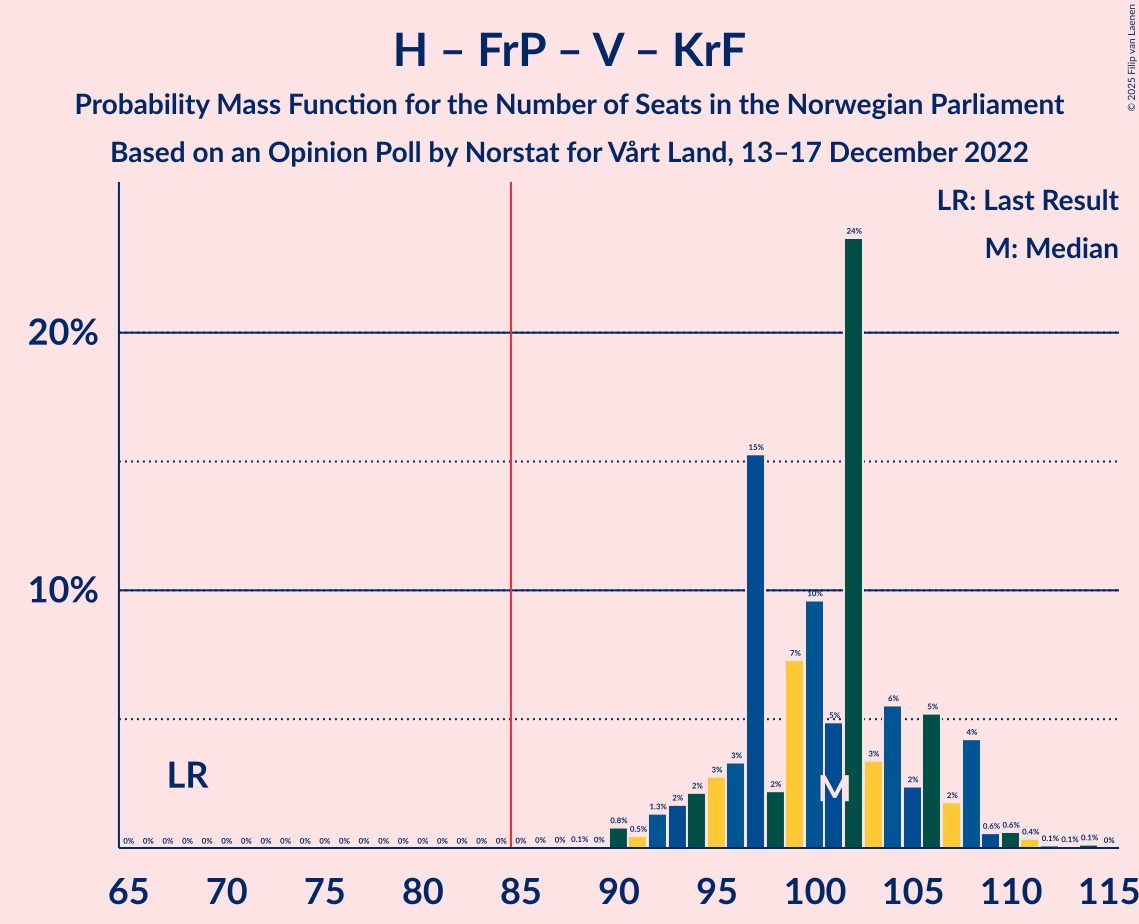 H – FrP – V – KrF
Probability Mass Function for the Number of Seats in the Norwegian Parliament
Based on an Opinion Poll by Norstat for Vårt Land, 13–17 December 2022
© 2025 Filip van Laenen
LR: Last Result
M: Median
20%
10%
LR
M
0% 0% 0% 0% 0% 0% 0% 0% 0% 0% 0% 0% 0% 0% 0% 0% 0% 0% 0% 0% 0% 0% 0% 0.1% 0% 0.8% 0.5% 1.3% 2% 2% 3% 3% 15% 2% 7% 10% 5% 24% 3% 6% 2% 5% 2% 4% 0.6% 0.6% 0.4% 0.1% 0.1% 0.1% 0%
65 70 75 80 85 90 95 100 105 110 115